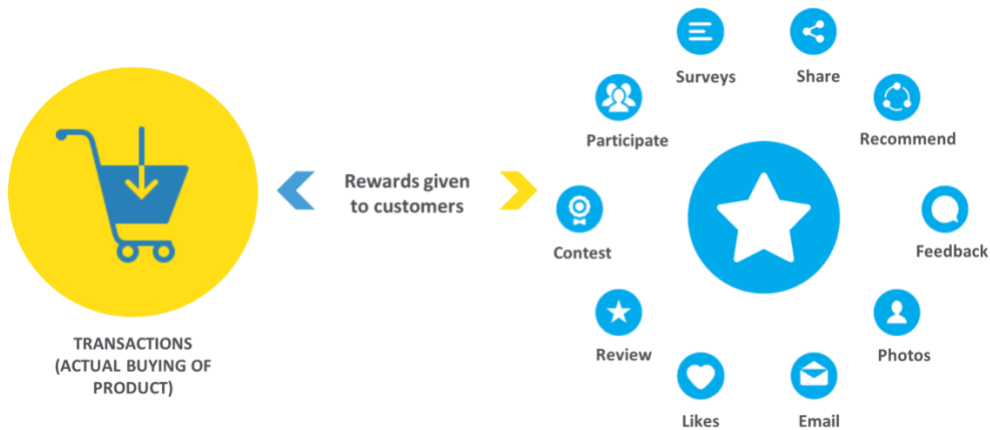 Surveys
Share
Participate
Recommend
Rewards given
to customers
Contest
Feedback
TRANSACTIONS
(ACTUAL BUYING OF
PRODUCT)
Review
Photos
Likes
Email